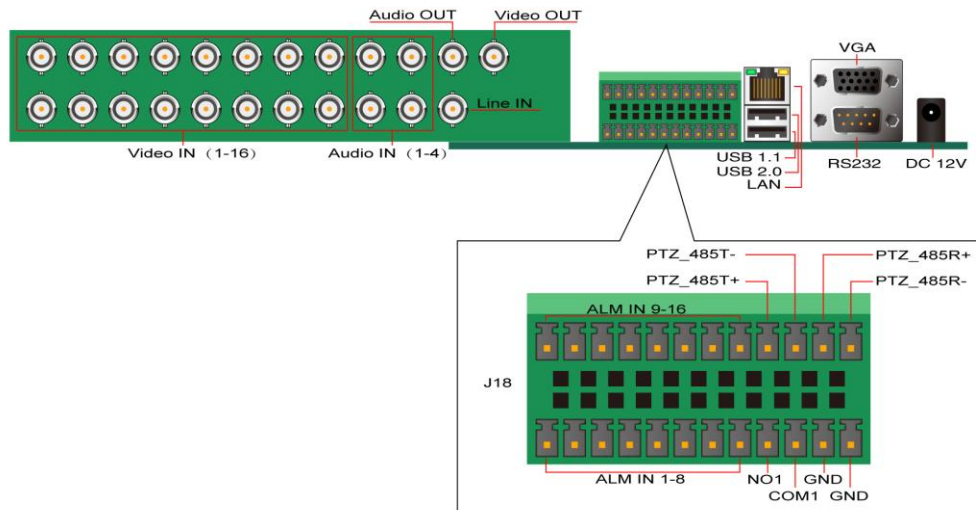 Audio OUT
Video OUT
VGA
Line IN
Video IN （1-16）
Audio IN （1-4）
USB 1.1
USB 2.0
LAN
RS232
DC 12V
PTZ_485T-
PTZ_485R+
PTZ_485T+
PTZ_485R-
ALM IN 9-16
J18
ALM IN 1-8
NO1
GND
COM1
GND